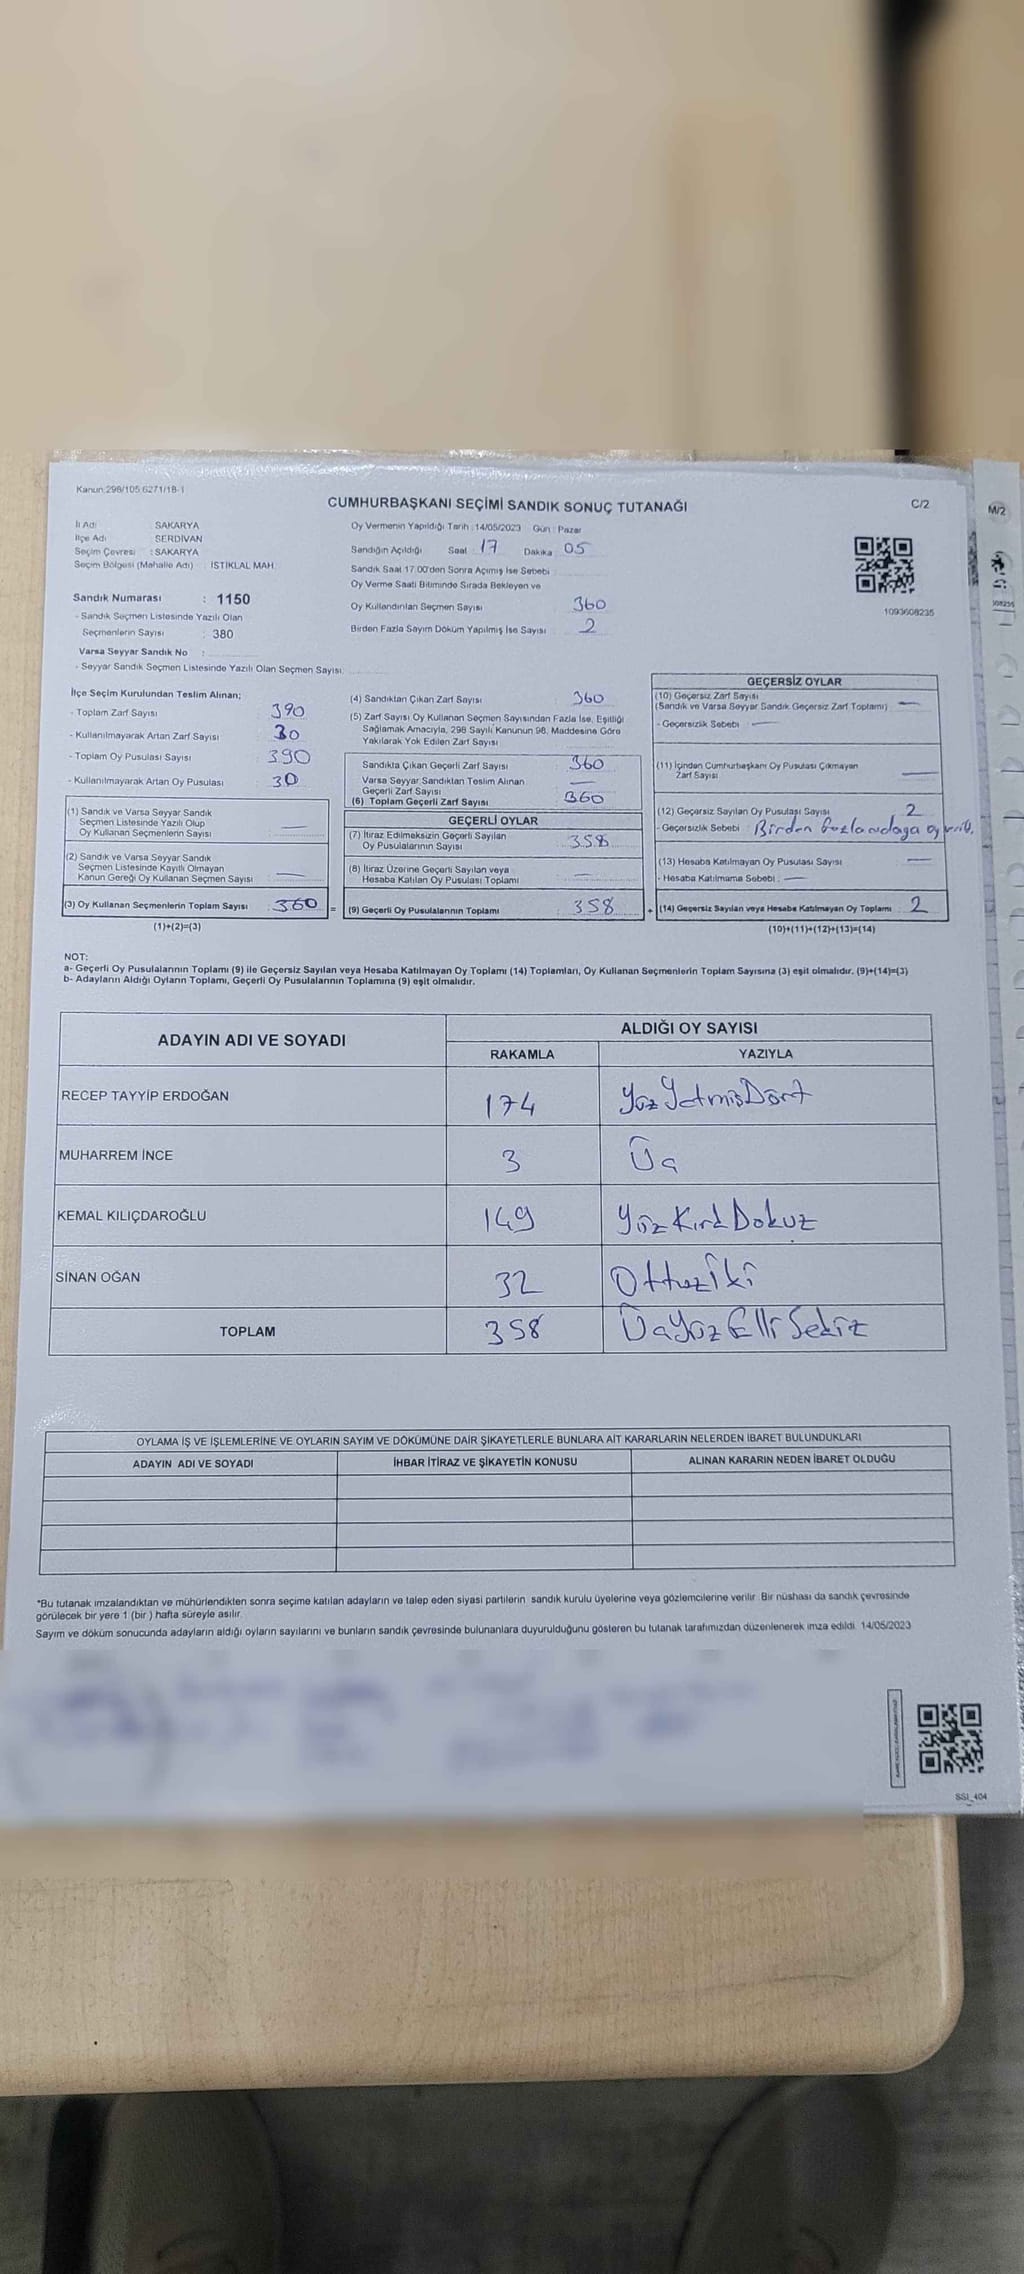 Kanun:298/105,6271/18-1
CUMHURBAŞKANI SEÇİMİ SANDIK SONUÇ TUTANAĞI
C/2
M/2
İl Adı SAKARYA
İlçe Adı SERDİVAN
Seçim Çevresi : SAKARYA
Seçim Bölgesi (Mahalle Adı) : İSTİKLAL MAH.
Sandık Numarası : 1150
- Sandık Seçmen Listesinde Yazılı Olan
Seçmenlerin Sayısı : 380
Varsa Seyyar Sandık No :
- Seyyar Sandık Seçmen Listesinde Yazılı Olan Seçmen Sayısı:
Oy Vermenin Yapıldığı Tarih :14/05/2023 Gün : Pazar
Sandığın Açıldığı Saat 17 Dakika 05
Sandık Saat 17:00'den Sonra Açılmış İse Sebebi
Oy Verme Saati Bitiminde Sırada Bekleyen ve
Oy Kullandırılan Seçmen Sayısı 360
Birden Fazla Sayım Döküm Yapılmış İse Sayısı 2
1093608235
İlçe Seçim Kurulundan Teslim Alınan;
- Toplam Zarf Sayısı 390
- Kullanılmayarak Artan Zarf Sayısı 30
- Toplam Oy Pusulası Sayısı 390
- Kullanılmayarak Artan Oy Pusulası 30
(1) Sandık ve Varsa Seyyar Sandık
Seçmen Listesinde Yazılı Olup
Oy Kullanan Seçmenlerin Sayısı —
(2) Sandık ve Varsa Seyyar Sandık
Seçmen Listesinde Kayıtlı Olmayan
Kanun Gereği Oy Kullanan Seçmen Sayısı —
(3) Oy Kullanan Seçmenlerin Toplam Sayısı 360 =
(1)+(2)=(3)
(4) Sandıktan Çıkan Zarf Sayısı 360
(5) Zarf Sayısı Oy Kullanan Seçmen Sayısından Fazla İse, Eşitliği
Sağlamak Amacıyla, 298 Sayılı Kanunun 98. Maddesine Göre
Yakılarak Yok Edilen Zarf Sayısı
Sandıkta Çıkan Geçerli Zarf Sayısı 360
Varsa Seyyar Sandıktan Teslim Alınan
Geçerli Zarf Sayısı —
(6) Toplam Geçerli Zarf Sayısı 360
GEÇERLİ OYLAR
(7) İtiraz Edilmeksizin Geçerli Sayılan
Oy Pusulalarının Sayısı 358
(8) İtiraz Üzerine Geçerli Sayılan veya
Hesaba Katılan Oy Pusulası Toplamı —
(9) Geçerli Oy Pusulalarının Toplamı 358 +
GEÇERSİZ OYLAR
(10) Geçersiz Zarf Sayısı
(Sandık ve Varsa Seyyar Sandık Geçersiz Zarf Toplamı) —
- Geçersizlik Sebebi : —
(11) İçinden Cumhurbaşkanı Oy Pusulası Çıkmayan
Zarf Sayısı —
(12) Geçersiz Sayılan Oy Pusulası Sayısı 2
- Geçersizlik Sebebi : Birden fazla adaya oy
(13) Hesaba Katılmayan Oy Pusulası Sayısı —
- Hesaba Katılmama Sebebi : —
(14) Geçersiz Sayılan veya Hesaba Katılmayan Oy Toplamı 2
(10)+(11)+(12)+(13)=(14)
NOT:
a- Geçerli Oy Pusulalarının Toplamı (9) ile Geçersiz Sayılan veya Hesaba Katılmayan Oy Toplamı (14) Toplamları, Oy Kullanan Seçmenlerin Toplam Sayısına (3) eşit olmalıdır. (9)+(14)=(3)
b- Adayların Aldığı Oyların Toplamı, Geçerli Oy Pusulalarının Toplamına (9) eşit olmalıdır.
ADAYIN ADI VE SOYADI
ALDIĞI OY SAYISI
RAKAMLA YAZIYLA
RECEP TAYYİP ERDOĞAN 174 YüzYetmişDört
MUHARREM İNCE 3 Üç
KEMAL KILIÇDAROĞLU 149 YüzKırkDokuz
SİNAN OĞAN 32 Otuziki
TOPLAM 358 ÜçYüz Elli Sekiz
OYLAMA İŞ VE İŞLEMLERİNE VE OYLARIN SAYIM VE DÖKÜMÜNE DAİR ŞİKAYETLERLE BUNLARA AİT KARARLARIN NELERDEN İBARET BULUNDUKLARI
ADAYIN ADI VE SOYADI İHBAR İTİRAZ VE ŞİKAYETİN KONUSU ALINAN KARARIN NEDEN İBARET OLDUĞU
*Bu tutanak imzalandıktan ve mühürlendikten sonra seçime katılan adayların ve talep eden siyasi partilerin sandık kurulu üyelerine veya gözlemcilerine verilir. Bir nüshası da sandık çevresinde
görülecek bir yere 1 (bir ) hafta süreyle asılır.
Sayım ve döküm sonucunda adayların aldığı oyların sayılarını ve bunların sandık çevresinde bulunanlara duyurulduğunu gösteren bu tutanak tarafımızdan düzenlenerek imza edildi. 14/05/2023
SSI_404